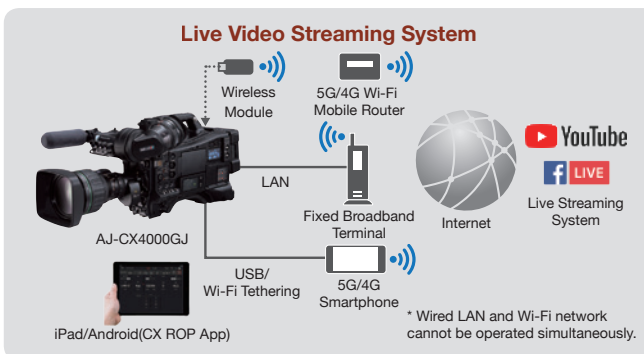 Live Video Streaming System
Wireless
Module
5G/4G Wi-Fi
Mobile Router
LAN
Fixed Broadband
Terminal
AJ-CX4000GJ
USB/
Wi-Fi Tethering
5G/4G
Smartphone
Internet
YouTube
f LIVE
Live Streaming
System
iPad/Android(CX ROP App)
* Wired LAN and Wi-Fi network
cannot be operated simultaneously.